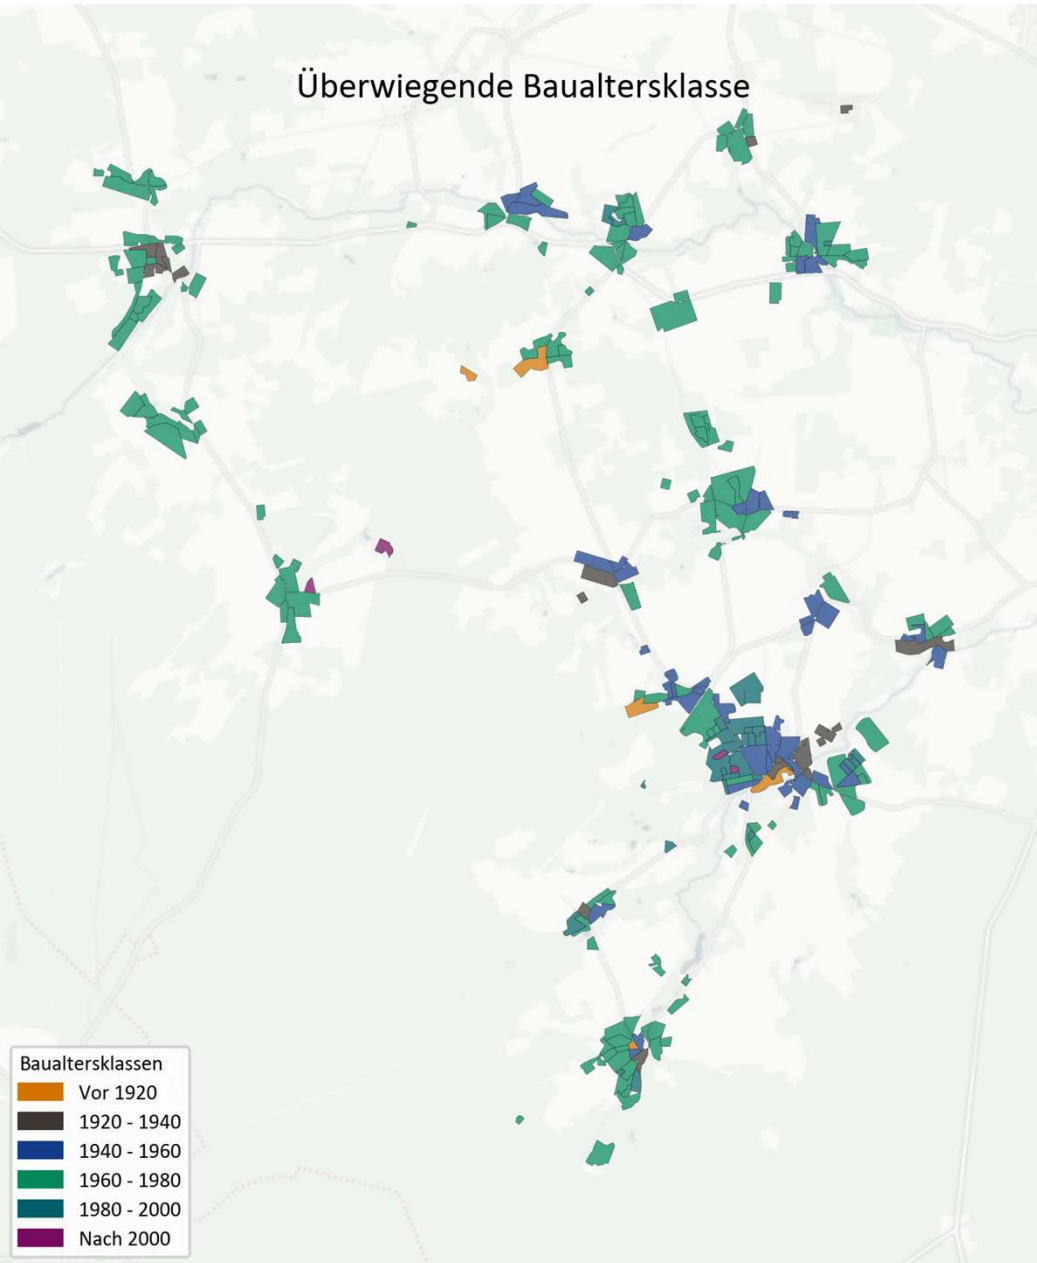 Überwiegende Baualtersklasse
Baualtersklassen
Vor 1920
1920 - 1940
1940 - 1960
1960 - 1980
1980 - 2000
Nach 2000